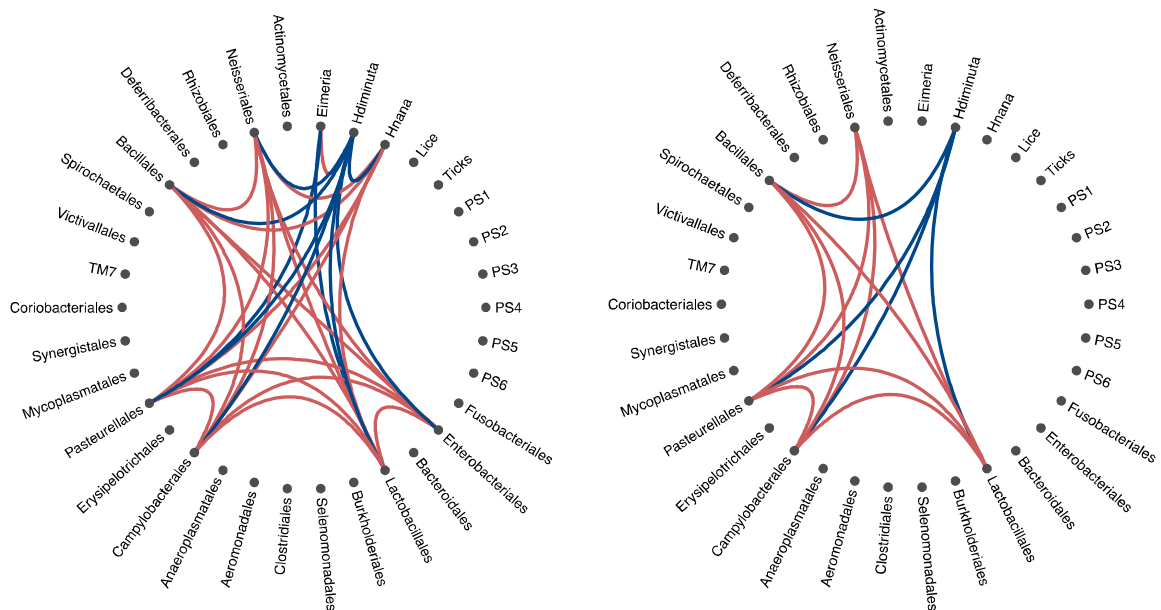 Actinomycetales
Eimeria
Hdiminuta
Hnana
Lice
Ticks
PS1
PS2
PS3
PS4
PS5
PS6
Fusobacteriales
Enterobacteriales
Bacteroidales
Lactobacillales
Burkholderiales
Selenomonadales
Clostridiales
Aeromonadales
Anaeroplasmatales
Campylobacterales
Erysipelotrichales
Pasteurellales
Mycoplasmatales
Synergistales
Coriobacteriales
TM7
Victivallales
Spirochaetales
Bacillales
Deferribacterales
Rhizobiales
Neisseriales
Actinomycetales
Eimeria
Hdiminuta
Hnana
Lice
Ticks
PS1
PS2
PS3
PS4
PS5
PS6
Fusobacteriales
Enterobacteriales
Bacteroidales
Lactobacillales
Burkholderiales
Selenomonadales
Clostridiales
Aeromonadales
Anaeroplasmatales
Campylobacterales
Erysipelotrichales
Pasteurellales
Mycoplasmatales
Synergistales
Coriobacteriales
TM7
Victivallales
Spirochaetales
Bacillales
Deferribacterales
Rhizobiales
Neisseriales